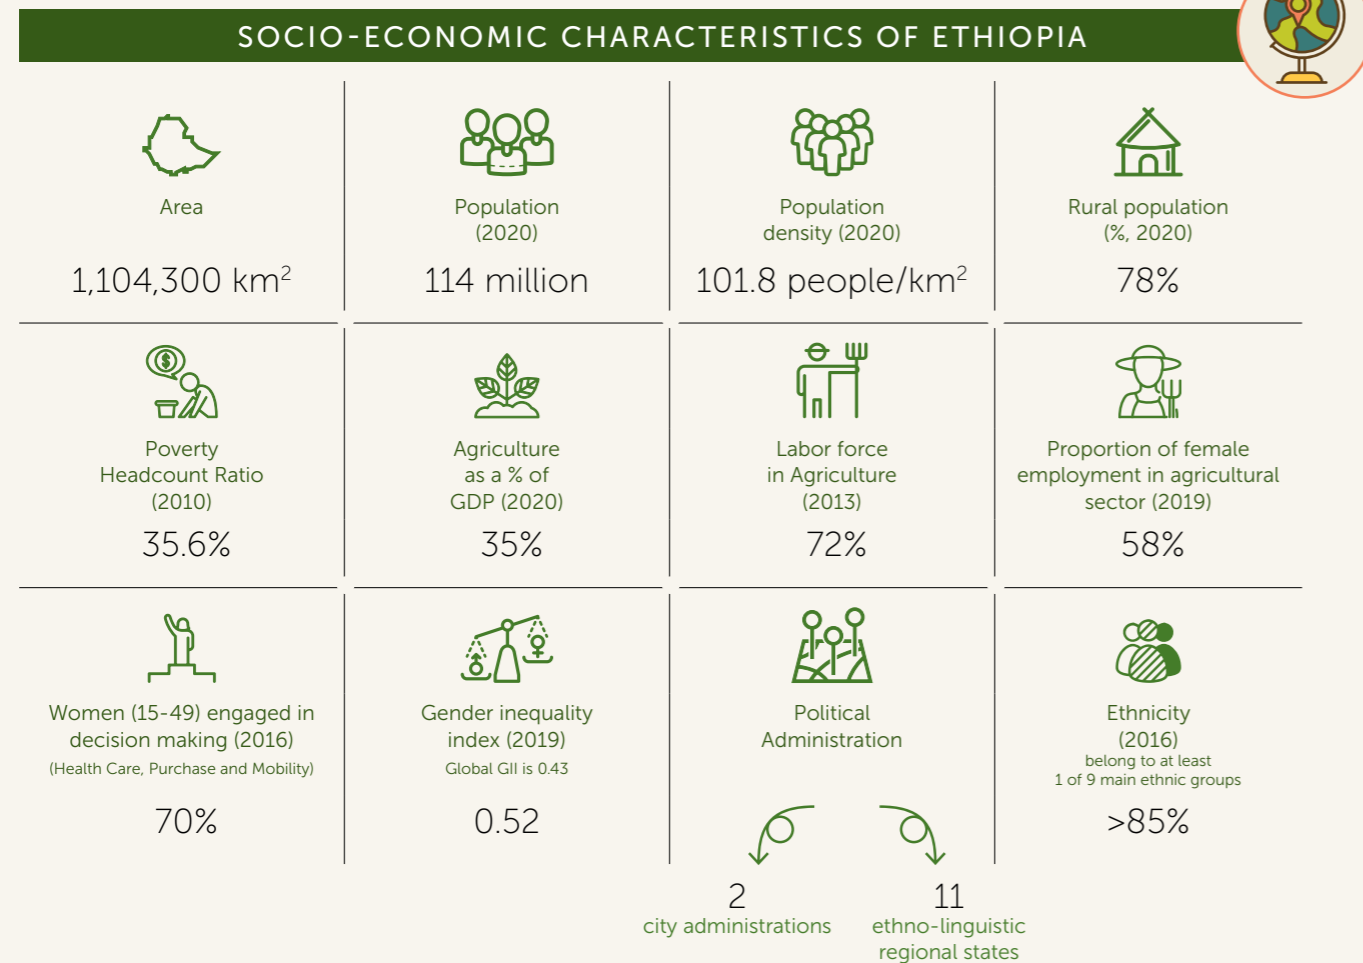 SOCIO-ECONOMIC CHARACTERISTICS OF ETHIOPIA
Area
1,104,300 km²
Population
(2020)
114 million
Population
density (2020)
101.8 people/km²
Rural population
(%, 2020)
78%
Poverty
Headcount Ratio
(2010)
35.6%
Agriculture
as a % of
GDP (2020)
35%
Labor force
in Agriculture
(2013)
72%
Proportion of female
employment in agricultural
sector (2019)
58%
Women (15-49) engaged in
decision making (2016)
(Health Care, Purchase and Mobility)
70%
Gender inequality
index (2019)
Global GII is 0.43
0.52
Political
Administration
2
city administrations
11
ethno-linguistic
regional states
Ethnicity
(2016)
belong to at least
1 of 9 main ethnic groups
>85%